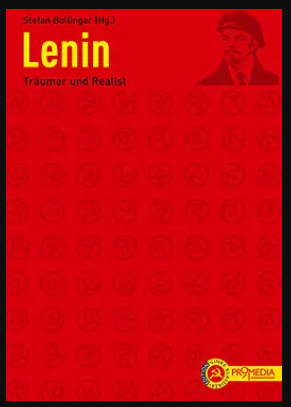 Stefan Bollinger (Hg.)
Lenin
Träumer und Realist
PROMEDIA